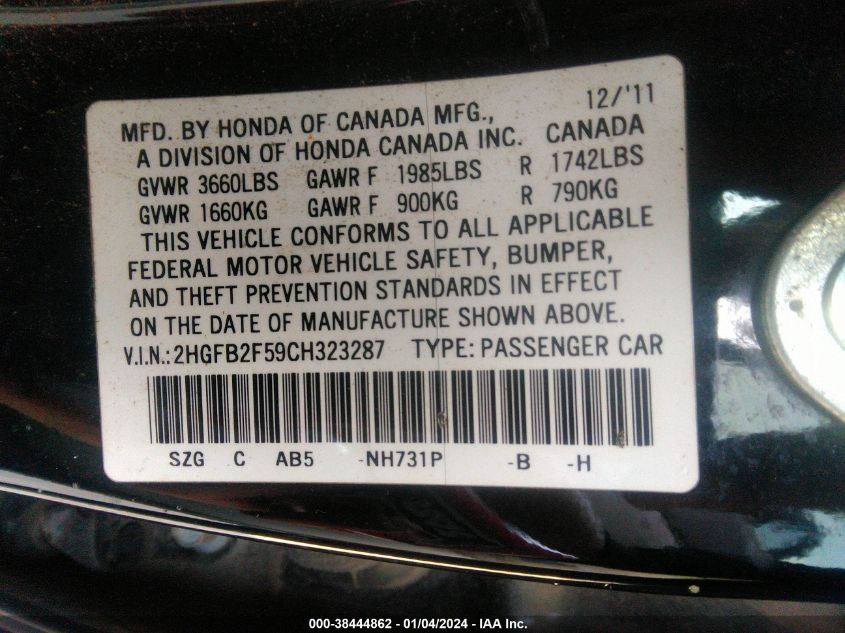 12/'11
MFD. BY HONDA OF CANADA MFG.,
A DIVISION OF HONDA CANADA INC. CANADA
GVWR 3660LBS GAWR F 1985LBS R 1742LBS
GVWR 1660KG GAWR F 900KG R 790KG
THIS VEHICLE CONFORMS TO ALL APPLICABLE
FEDERAL MOTOR VEHICLE SAFETY, BUMPER,
AND THEFT PREVENTION STANDARDS IN EFFECT
ON THE DATE OF MANUFACTURE SHOWN ABOVE.
V.I.N.: 2HGFB2F59CH323287 TYPE: PASSENGER CAR
SZG C AB5 -NH731P -B -H
000-38444862 - 01/04/2024 - IAA Inc.